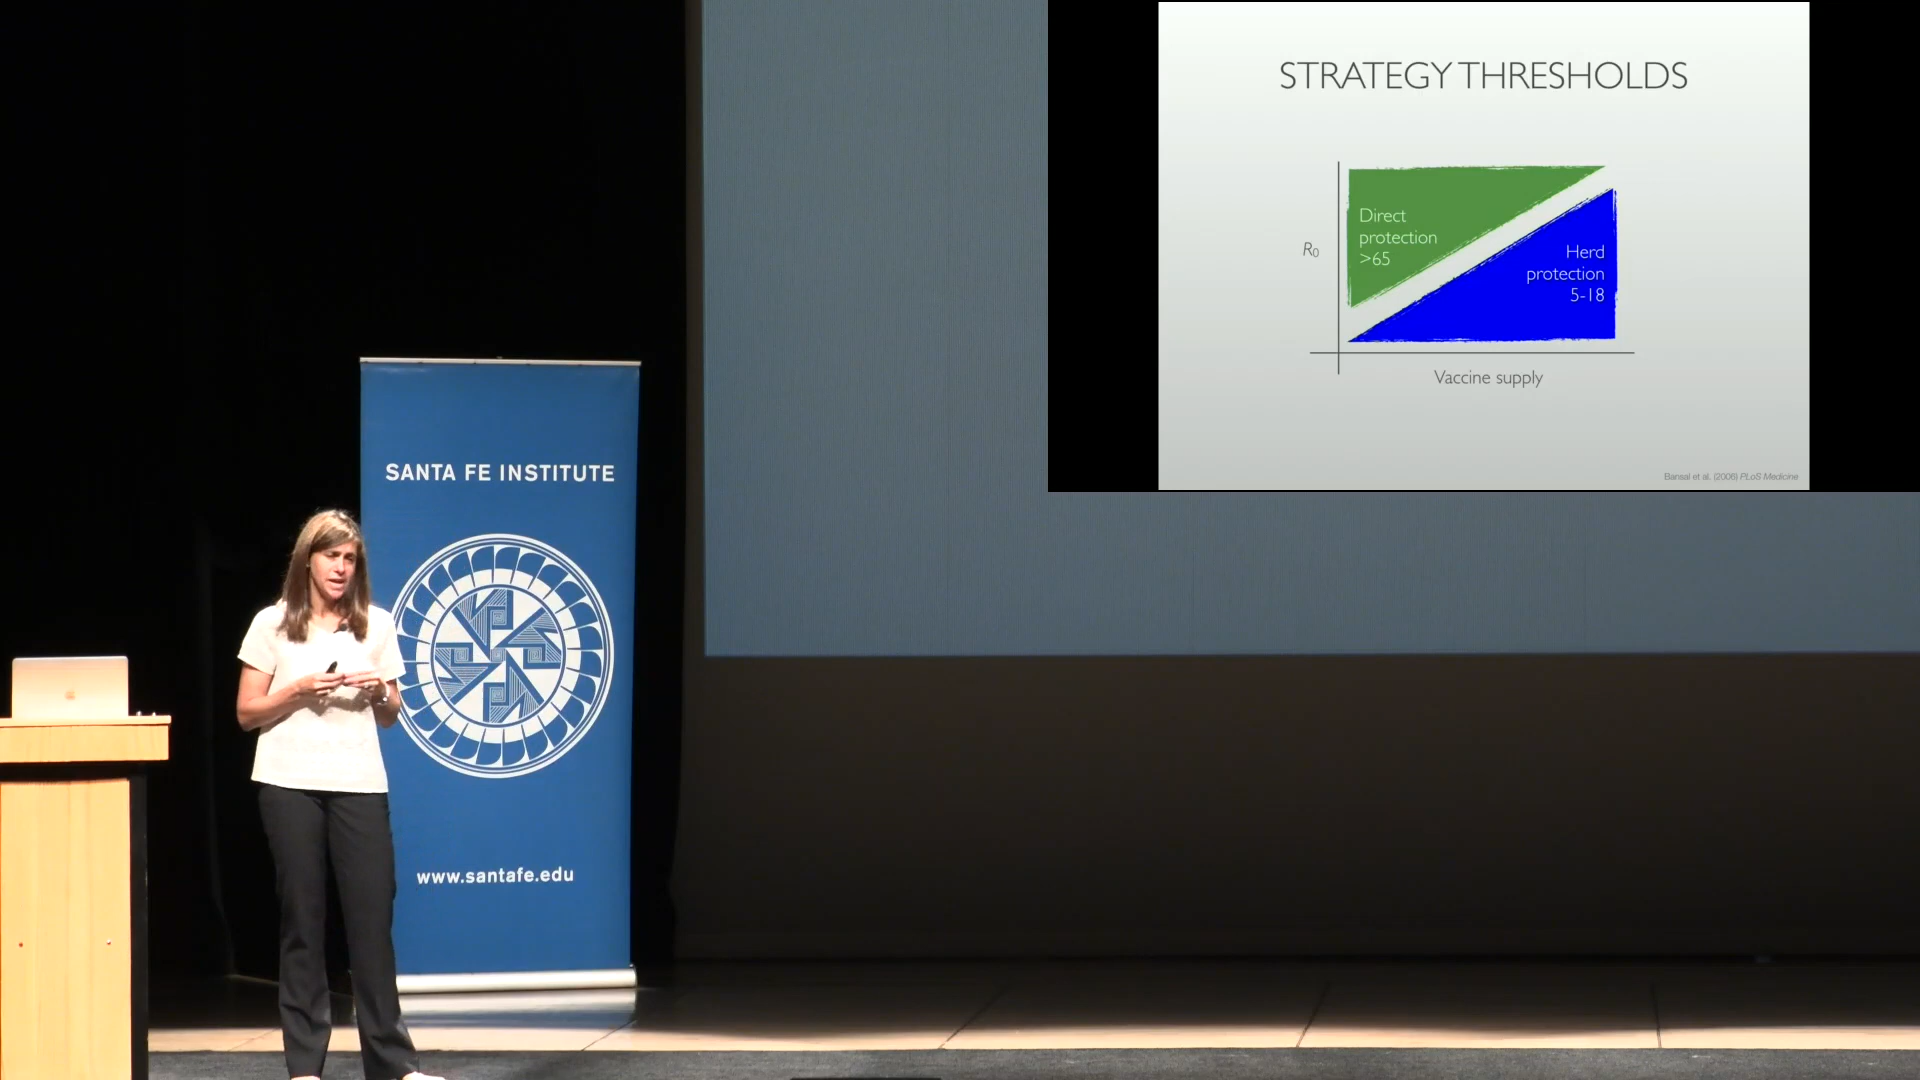 STRATEGY THRESHOLDS
Direct
protection
>65
R0
Herd
protection
5-18
Vaccine supply
Bansal et al. (2006) PLoS Medicine
SANTA FE INSTITUTE
www.santafe.edu